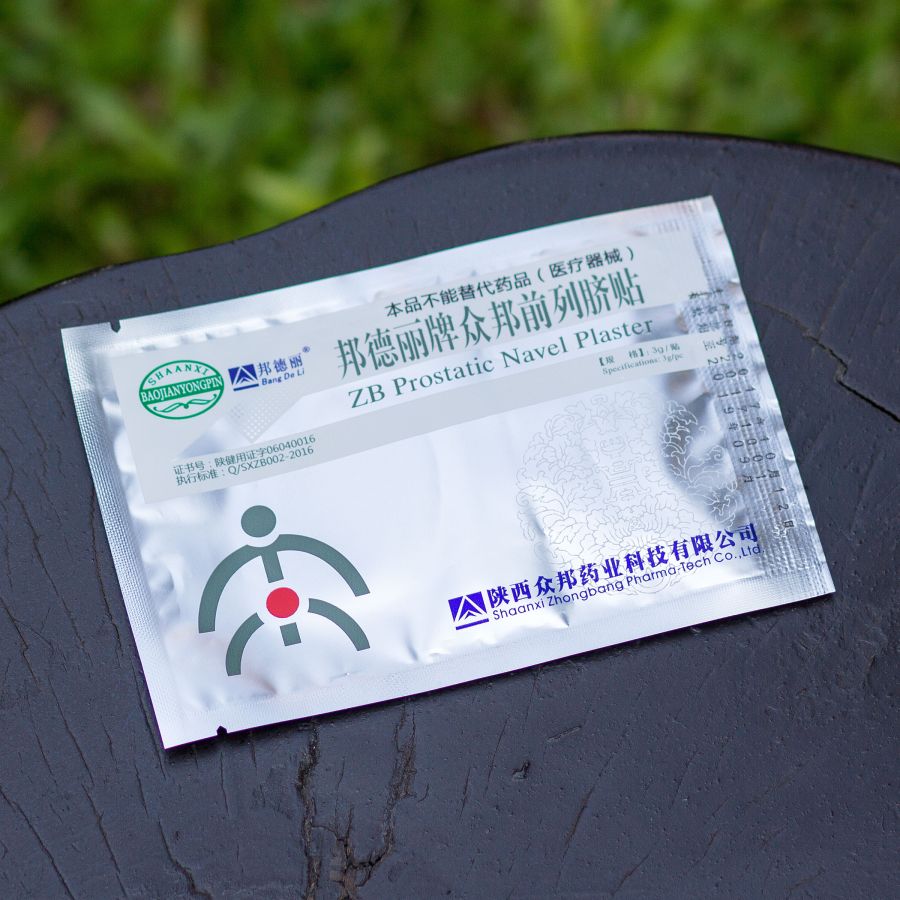 本品不能替代药品（医疗器械）
邦德丽牌众邦前列脐贴
ZB Prostatic Navel Plaster
【规 格】: 3g/贴
Specifications: 3g/pc
SHAANXI
BAOJIANYONGPIN
邦德丽®
Bang De Li
证书号：陕健用证字06040016
执行标准：Q/SXZB002-2016
陕西众邦药业科技有限公司
Shaanxi Zhongbang Pharma-Tech Co.,Ltd.